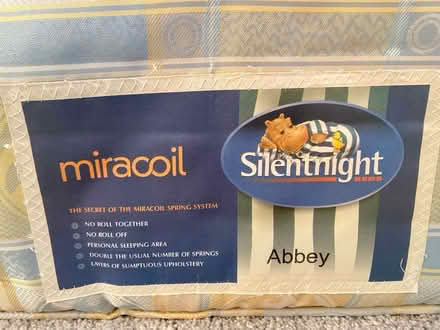 miracoil
THE SECRET OF THE MIRACOIL SPRING SYSTEM
NO ROLL TOGETHER
NO ROLL OFF
PERSONAL SLEEPING AREA
DOUBLE THE USUAL NUMBER OF SPRINGS
LAYERS OF SUMPTUOUS UPHOLSTERY
Silentnight
Abbey